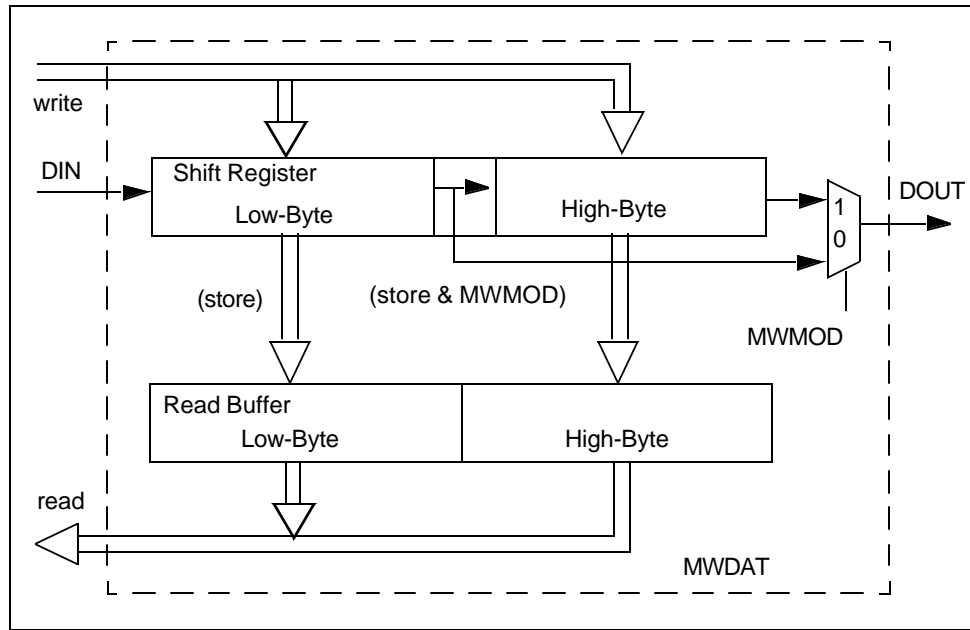 write
DIN
Shift Register
Low-Byte
High-Byte
1
0
DOUT
(store)
(store & MWMOD)
MWMOD
Read Buffer
Low-Byte
High-Byte
read
MWDAT